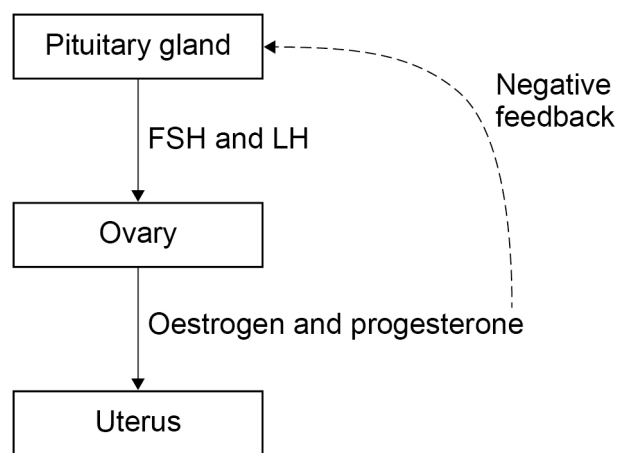 Pituitary gland
Negative
feedback
FSH and LH
Ovary
Oestrogen and progesterone
Uterus